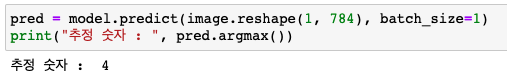 pred = model.predict(image.reshape(1, 784), batch_size=1)
print("추정 숫자 : ", pred.argmax())
추정 숫자 :  4